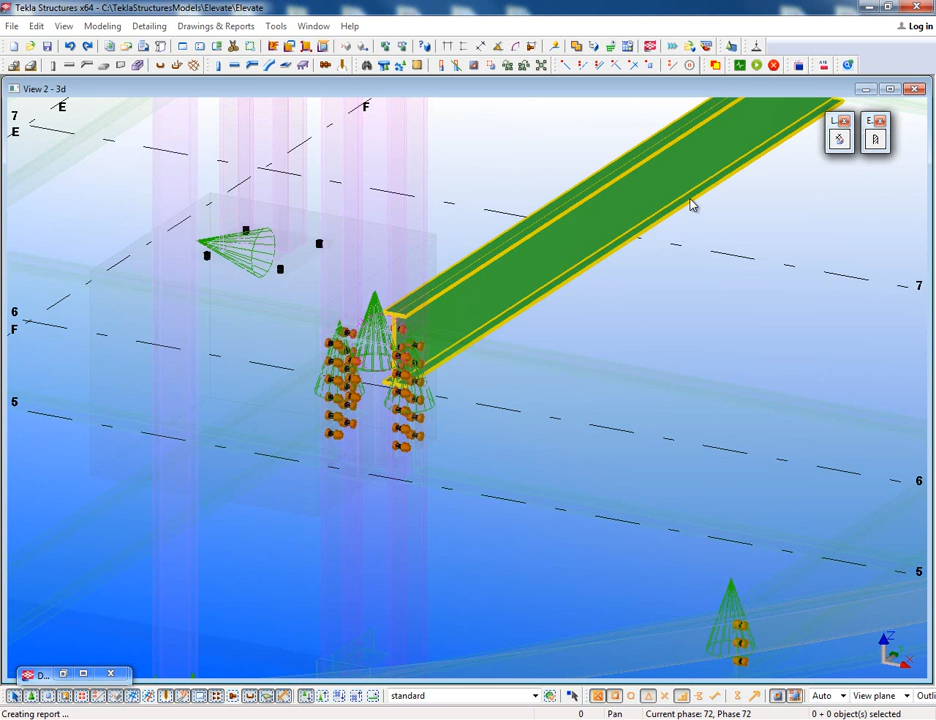 Tekla Structures x64 - C:\TeklaStructuresModels\Elevate\Elevate
File Edit View Modeling Detailing Drawings & Reports Tools Window Help Log in
View 2 - 3d
7 E F
E
L... E...
7
6
F
5
6
5
Z
X
D...
standard Auto View plane Outli
Creating report ... 0 Pan Current phase: 72, Phase 72 0 + 0 object(s) selected